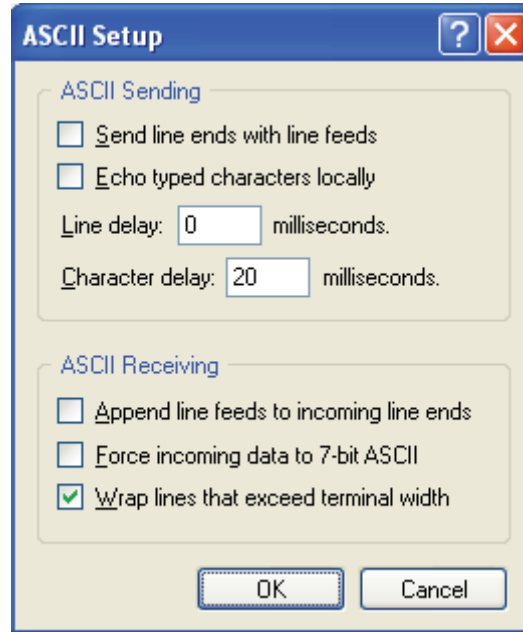 ASCII Setup ?
ASCII Sending
Send line ends with line feeds
Echo typed characters locally
Line delay: 0 milliseconds.
Character delay: 20 milliseconds.
ASCII Receiving
Append line feeds to incoming line ends
Force incoming data to 7-bit ASCII
Wrap lines that exceed terminal width
OK Cancel